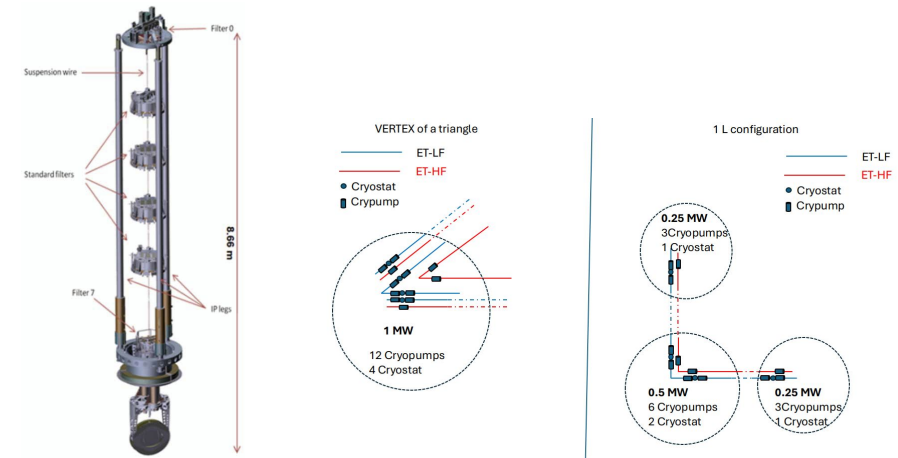 Filter 0
Suspension wire
Standard filters
8.66 m
Filter 7
IP legs
VERTEX of a triangle
ET-LF
ET-HF
Cryostat
Crypump
1 MW
12 Cryopumps
4 Cryostat
1 L configuration
ET-LF
ET-HF
Cryostat
Crypump
0.25 MW
3Cryopumps
1 Cryostat
0.5 MW
6 Cryopumps
2 Cryostat
0.25 MW
3Cryopumps
1 Cryostat